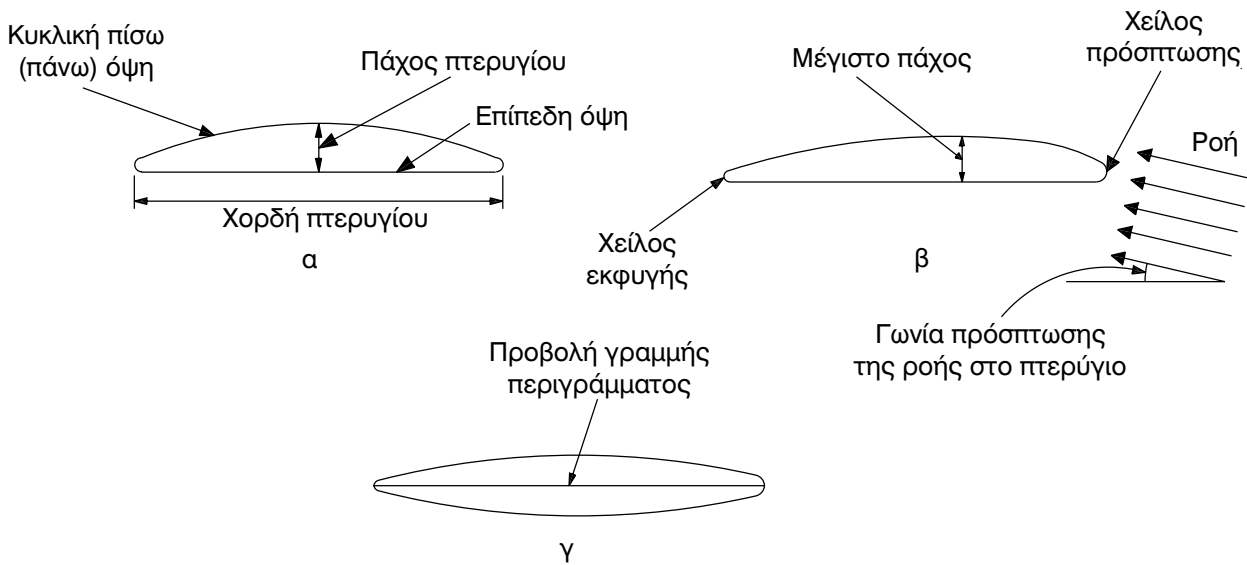 Κυκλική πίσω
(πάνω) όψη
Πάχος πτερυγίου
Επίπεδη όψη
Χορδή πτερυγίου
α
Μέγιστο πάχος
Χείλος
πρόσπτωσης
Ροή
Χείλος
εκφυγής
β
Γωνία πρόσπτωσης
της ροής στο πτερύγιο
Προβολή γραμμής
περιγράμματος
γ